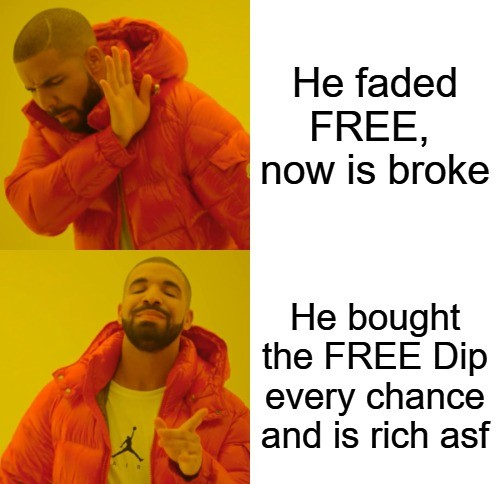 He faded
FREE,
now is broke
He bought
the FREE Dip
every chance
and is rich asf